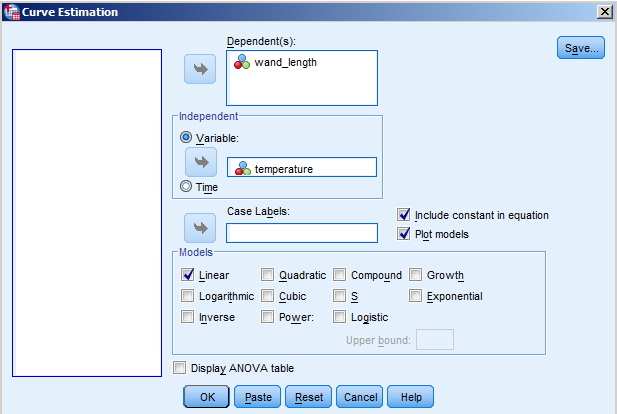 Curve Estimation
Dependent(s):
wand_length
Save...
Independent
Variable:
temperature
Time
Case Labels:
Include constant in equation
Plot models
Models
Linear Quadratic Compound Growth
Logarithmic Cubic S Exponential
Inverse Power: Logistic
Upper bound:
Display ANOVA table
OK Paste Reset Cancel Help